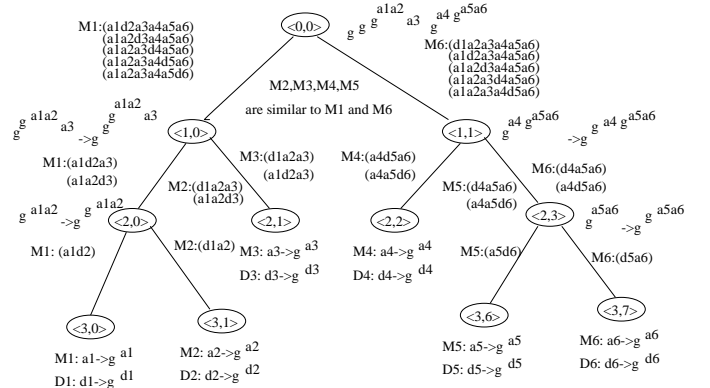 <0,0>
g g g a1a2 a3 g a4 g a5a6
M1:(a1d2a3a4a5a6)
(a1a2d3a4a5a6)
(a1a2a3d4a5a6)
(a1a2a3a4d5a6)
(a1a2a3a4a5d6)
M6:(d1a2a3a4a5a6)
(a1d2a3a4a5a6)
(a1a2d3a4a5a6)
(a1a2a3d4a5a6)
(a1a2a3a4d5a6)
M2,M3,M4,M5
are similar to M1 and M6
g g a1a2 a3 ->g g a1a2 a3
<1,0>
<1,1>
g a4 g a5a6 ->g a4 g a5a6
M1:(a1d2a3)
(a1a2d3)
M2:(d1a2a3)
(a1a2d3)
M3:(d1a2a3)
(a1d2a3)
M4:(a4d5a6)
(a4a5d6)
M5:(d4a5a6)
(a4a5d6)
M6:(d4a5a6)
(a4d5a6)
g a1a2 ->g g a1a2
<2,0>
<2,1>
<2,2>
<2,3>
g a5a6 ->g g a5a6
M1: (a1d2)
M2:(d1a2)
M3: a3->g a3
D3: d3->g d3
M4: a4->g a4
D4: d4->g d4
M5:(a5d6)
M6:(d5a6)
<3,0>
<3,1>
<3,6>
<3,7>
M1: a1->g a1
D1: d1->g d1
M2: a2->g a2
D2: d2->g d2
M5: a5->g a5
D5: d5->g d5
M6: a6->g a6
D6: d6->g d6